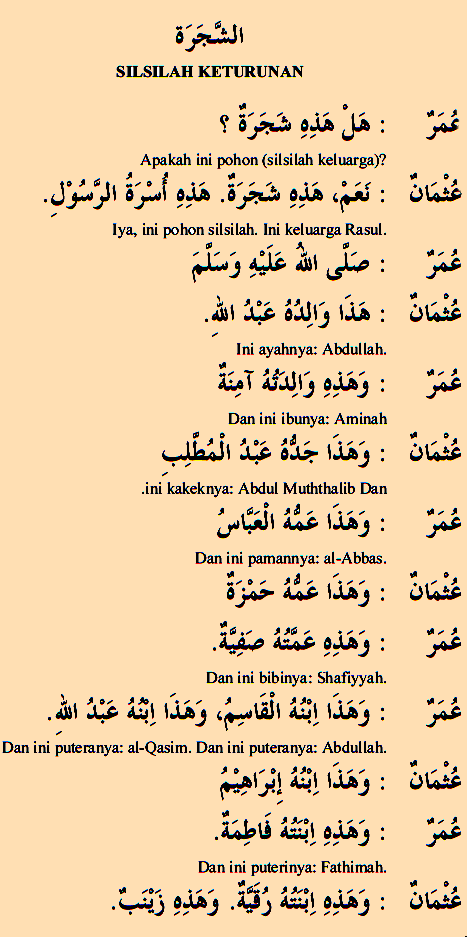 الشَّجَرَة
SILSILAH KETURUNAN
عُمَرٌ : هَلْ هَذِهِ شَجَرَةٌ ؟
Apakah ini pohon (silsilah keluarga)?
عُثْمَانٌ : نَعَمْ، هَذِهِ شَجَرَةٌ. هَذِهِ أُسْرَةُ الرَّسُوْلِ.
Iya, ini pohon silsilah. Ini keluarga Rasul.
عُمَرٌ : صَلَّى اللهُ عَلَيْهِ وَسَلَّمَ
عُثْمَانٌ : هَذَا وَالِدُهُ عَبْدُ اللهِ.
Ini ayahnya: Abdullah.
عُمَرٌ : وَهَذِهِ وَالِدَتُهُ آمِنَةٌ
Dan ini ibunya: Aminah
عُثْمَانٌ : وَهَذَا جَدُّهُ عَبْدُ الْمُطَّلِبِ
.ini kakeknya: Abdul Muththalib Dan
عُمَرٌ : وَهَذَا عَمُّهُ الْعَبَّاسُ
Dan ini pamannya: al-Abbas.
عُثْمَانٌ : وَهَذَا عَمُّهُ حَمْزَةٌ
عُمَرٌ : وَهَذِهِ عَمَّتُهُ صَفِيَّةٌ.
Dan ini bibinya: Shafiyyah.
عُمَرٌ : وَهَذَا اِبْنُهُ الْقَاسِمُ، وَهَذَا اِبْنُهُ عَبْدُ اللهِ.
Dan ini puteranya: al-Qasim. Dan ini puteranya: Abdullah.
عُثْمَانٌ : وَهَذَا اِبْنُهُ إِبْرَاهِيْمُ
عُمَرٌ : وَهَذِهِ اِبْنَتُهُ فَاطِمَةٌ.
Dan ini puterinya: Fathimah.
عُثْمَانٌ : وَهَذِهِ اِبْنَتُهُ رُقَيَّةٌ. وَهَذِهِ زَيْنَبٌ.